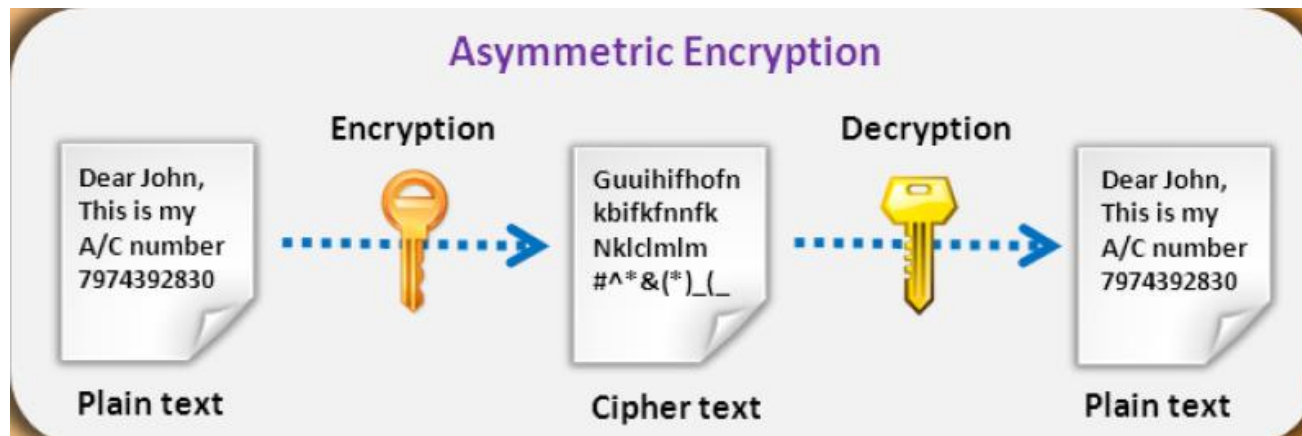 Asymmetric Encryption
Encryption
Decryption
Dear John,
This is my
A/C number
7974392830
Guuihifhofn
kbifkfnnfk
Nklclmlm
#^*&(*)_(_
Dear John,
This is my
A/C number
7974392830
Plain text
Cipher text
Plain text